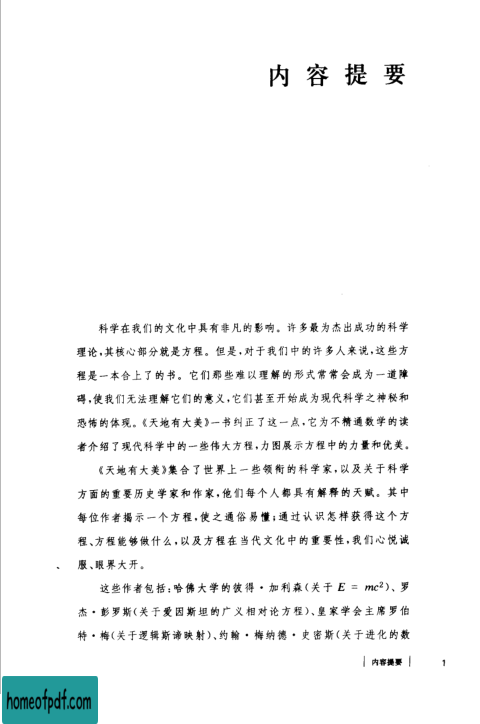 内容提要
科学在我们的文化中具有非凡的影响。许多最为杰出成功的科学
理论,其核心部分就是方程。但是,对于我们中的许多人来说,这些方
程是一本合上了的书。它们那些难以理解的形式常常会成为一道障
碍,使我们无法理解它们的意义,它们甚至开始成为现代科学之神秘和
恐怖的体现。《天地有大美》一书纠正了这一点,它为不精通数学的读
者介绍了现代科学中的一些伟大方程,力图展示方程中的力量和优美。
《天地有大美》集合了世界上一些领衔的科学家,以及关于科学
方面的重要历史学家和作家,他们每个人都具有解释的天赋。其中
每位作者揭示一个方程,使之通俗易懂;通过认识怎样获得这个方
程、方程能够做什么,以及方程在当代文化中的重要性,我们心悦诚
服、眼界大开。
这些作者包括:哈佛大学的彼得·加利森(关于 E = mc²)、罗
杰·彭罗斯(关于爱因斯坦的广义相对论方程)、皇家学会主席罗伯
特·梅(关于逻辑斯谛映射)、约翰·梅纳德·史密斯(关于进化的数
内容提要 1
homeofpdf.com